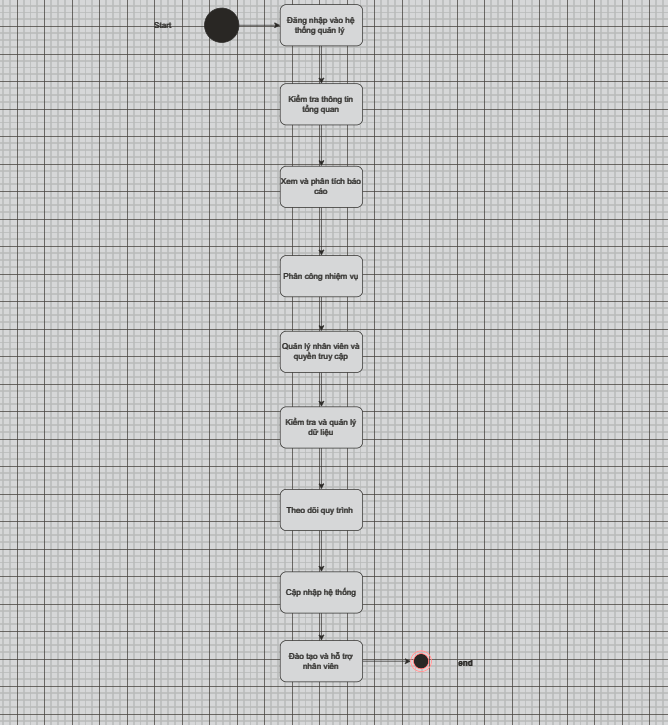 Start
Đăng nhập vào hệ
thống quản lý
Kiểm tra thông tin
tổng quan
Xem và phân tích báo
cáo
Phân công nhiệm vụ
Quản lý nhân viên và
quyền truy cập
Kiểm tra và quản lý
dữ liệu
Theo dõi quy trình
Cập nhập hệ thống
Đào tạo và hỗ trợ
nhân viên
end